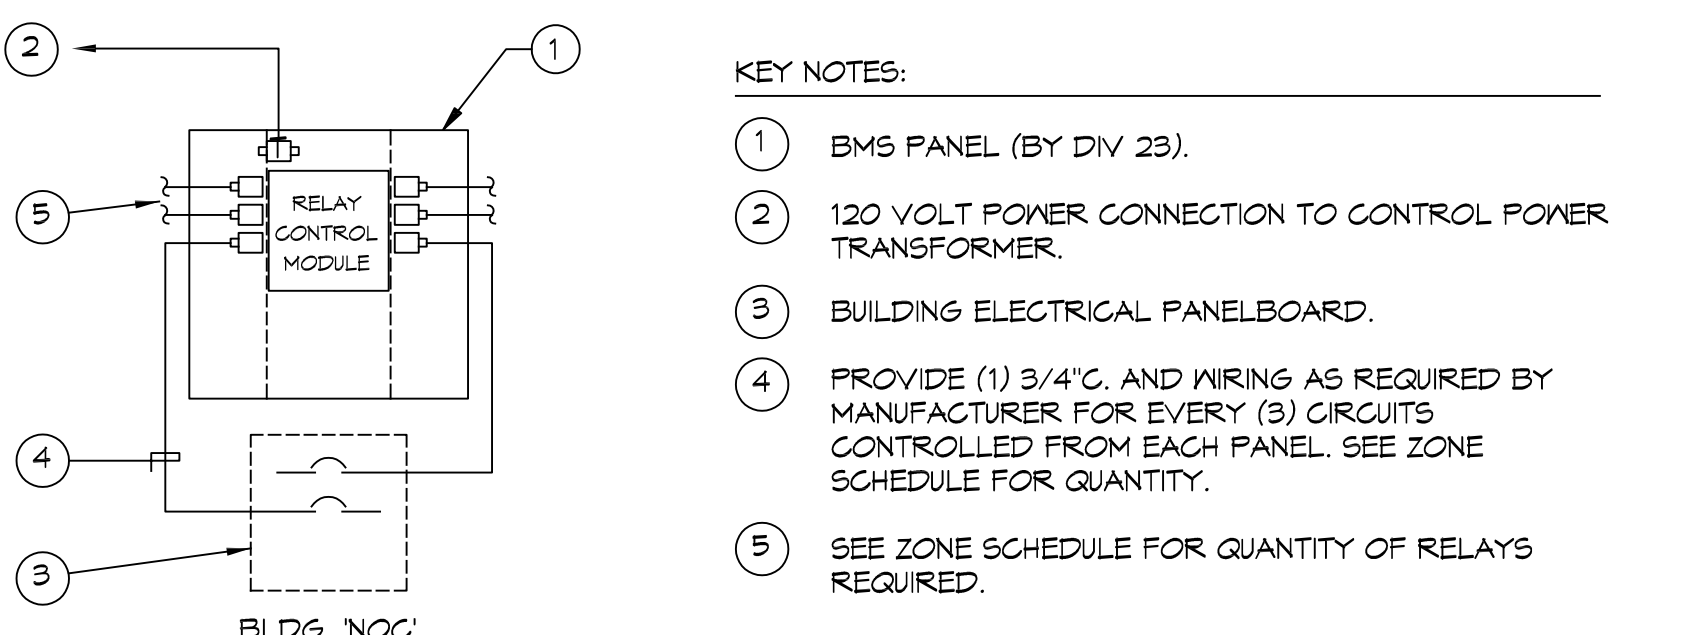 2
1
5
RELAY
CONTROL
MODULE
4
3
BLDG. 'NOC'
KEY NOTES:
1 BMS PANEL (BY DIV 23).
2 120 VOLT POWER CONNECTION TO CONTROL POWER
TRANSFORMER.
3 BUILDING ELECTRICAL PANELBOARD.
4 PROVIDE (1) 3/4"C. AND WIRING AS REQUIRED BY
MANUFACTURER FOR EVERY (3) CIRCUITS
CONTROLLED FROM EACH PANEL. SEE ZONE
SCHEDULE FOR QUANTITY.
5 SEE ZONE SCHEDULE FOR QUANTITY OF RELAYS
REQUIRED.